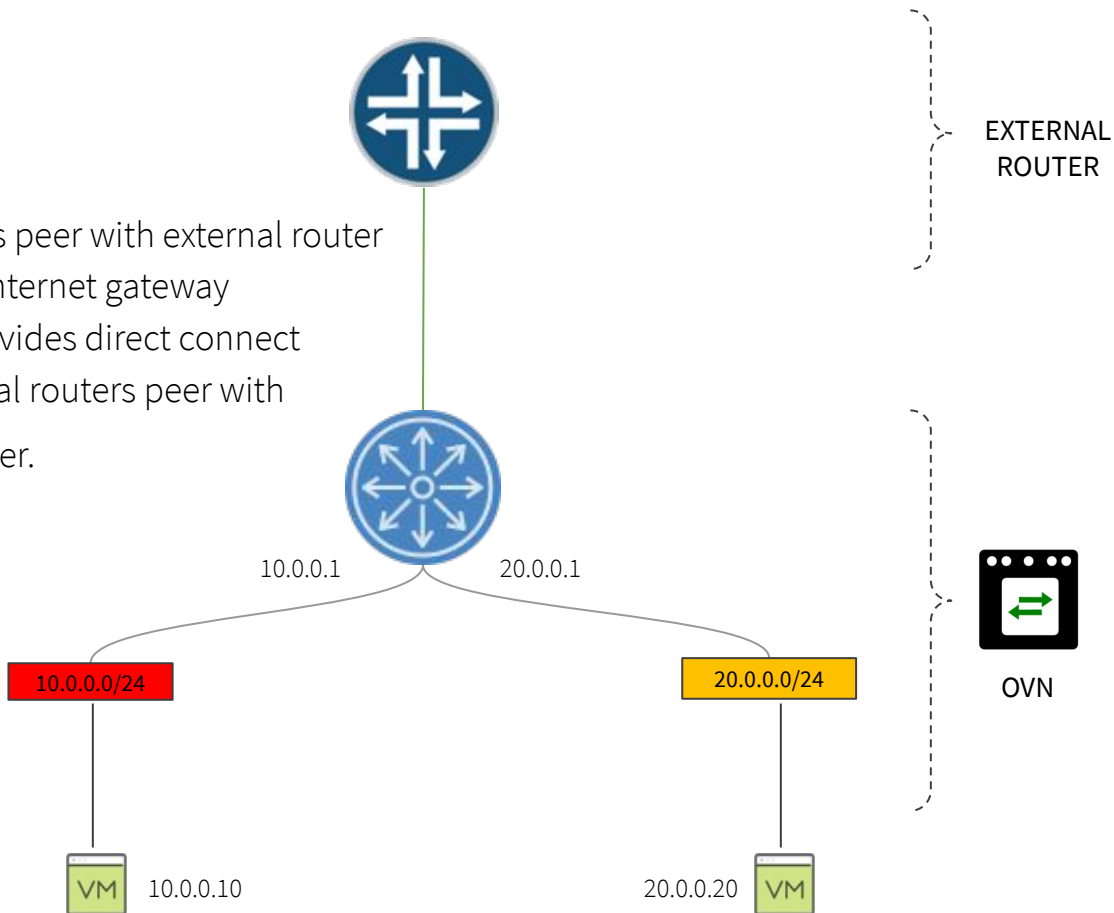 EXTERNAL
ROUTER
s peer with external router
nternet gateway
vides direct connect
al routers peer with
er.
10.0.0.1
20.0.0.1
10.0.0.0/24
20.0.0.0/24
OVN
VM
10.0.0.10
20.0.0.20
VM